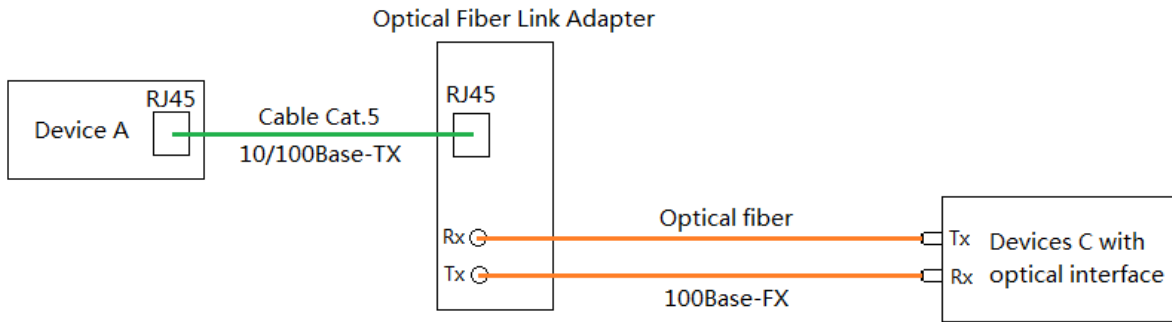 Optical Fiber Link Adapter
RJ45
Device A
Cable Cat.5
10/100Base-TX
RJ45
Rx
Tx
Optical fiber
100Base-FX
Tx
Rx
Devices C with
optical interface